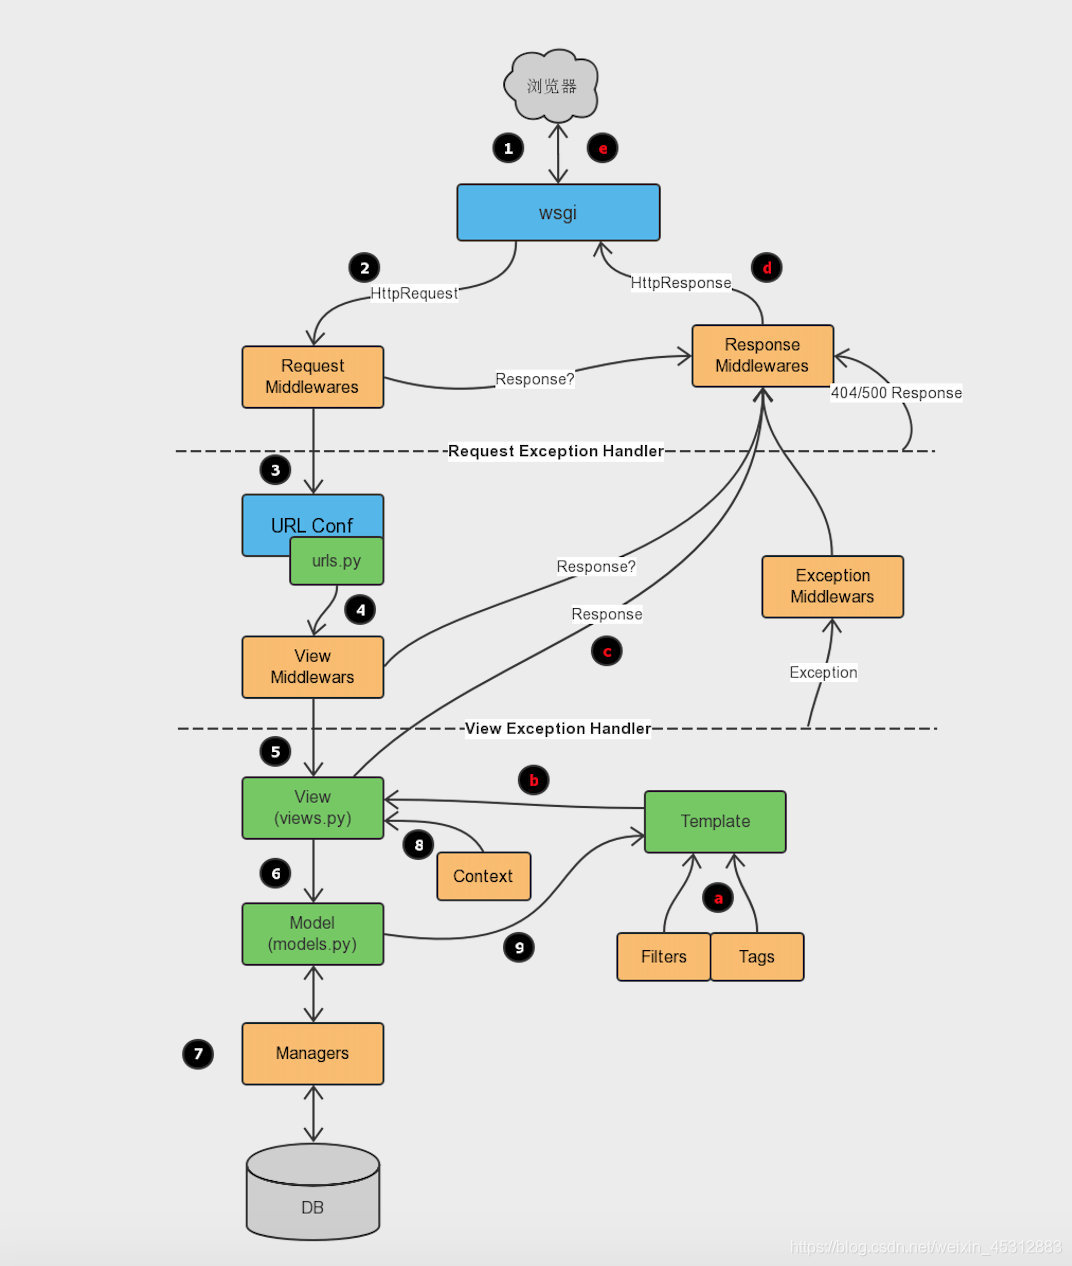 浏览器
1
e
wsgi
2
d
HttpResponse
HttpRequest
Response
Middlewares
Request
Middlewares
Response?
404/500 Response
Request Exception Handler
3
URL Conf
urls.py
Response?
Exception
Middlewars
4
Response
View
Middlewars
c
Exception
View Exception Handler
5
b
View
(views.py)
Template
8
6
Context
a
Model
(models.py)
9
Filters
Tags
7
Managers
DB
https://blog.csdn.net/weixin_45312883